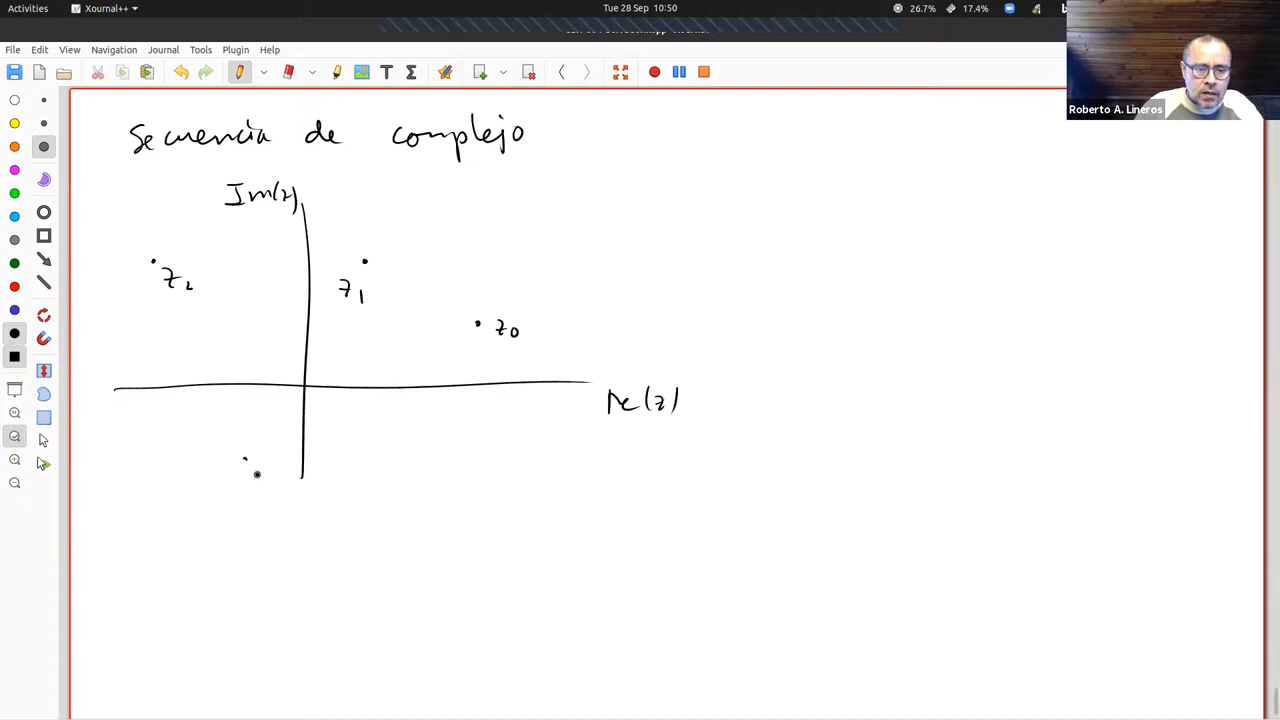 Activities Xournal++ Tue 28 Sep 10:50 26.7% 17.4%
File Edit View Navigation Journal Tools Plugin Help
Roberto A. Lineros
Secuencia de complejo
Im(z)
z2 z1
z0
Re(z)